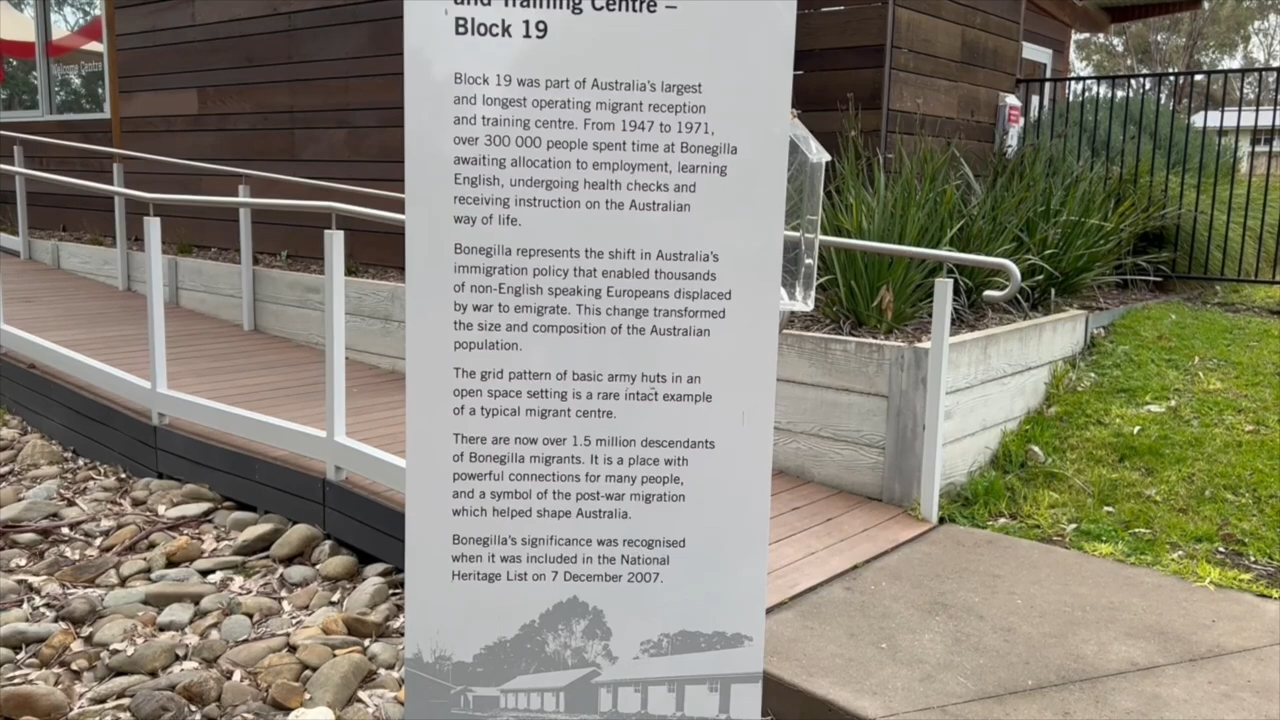 Welcome Centre
and Training Centre –
Block 19
Block 19 was part of Australia's largest
and longest operating migrant reception
and training centre. From 1947 to 1971,
over 300 000 people spent time at Bonegilla
awaiting allocation to employment, learning
English, undergoing health checks and
receiving instruction on the Australian
way of life.
Bonegilla represents the shift in Australia's
immigration policy that enabled thousands
of non-English speaking Europeans displaced
by war to emigrate. This change transformed
the size and composition of the Australian
population.
The grid pattern of basic army huts in an
open space setting is a rare intact example
of a typical migrant centre.
There are now over 1.5 million descendants
of Bonegilla migrants. It is a place with
powerful connections for many people,
and a symbol of the post-war migration
which helped shape Australia.
Bonegilla's significance was recognised
when it was included in the National
Heritage List on 7 December 2007.